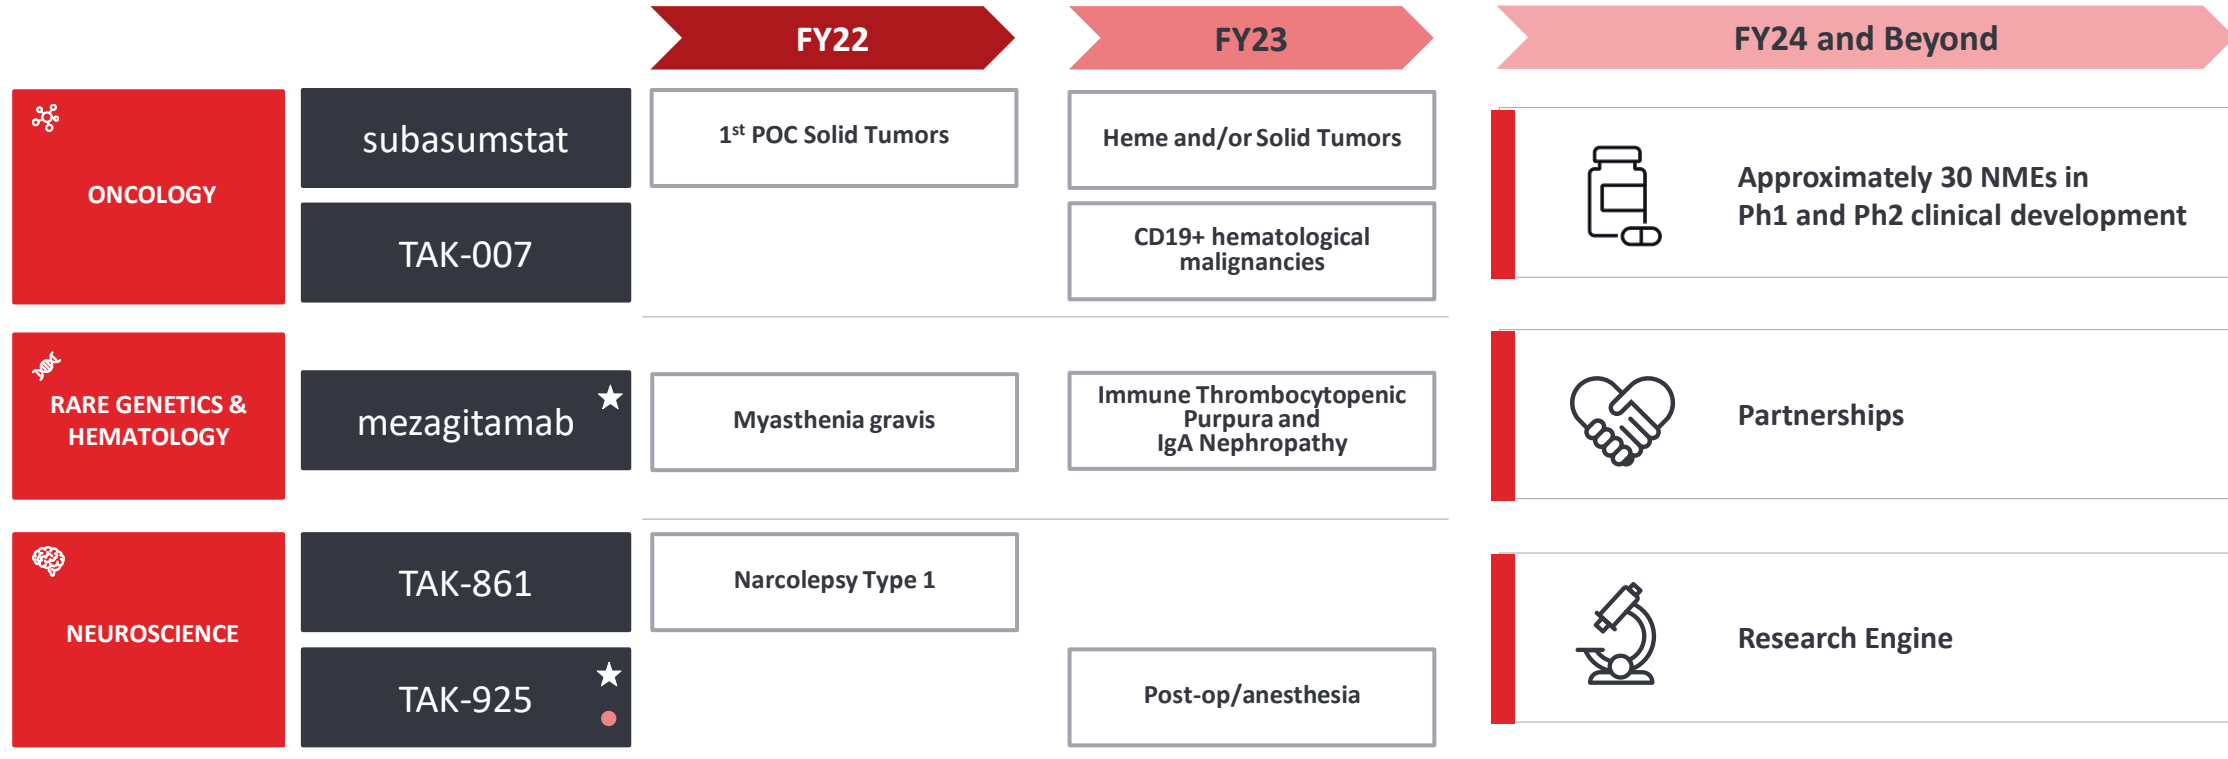 FY22
FY23
FY24 and Beyond
ONCOLOGY
subasumstat
1st POC Solid Tumors
Heme and/or Solid Tumors
TAK-007
CD19+ hematological
malignancies
Approximately 30 NMEs in
Ph1 and Ph2 clinical development
RARE GENETICS &
HEMATOLOGY
mezagitamab
Myasthenia gravis
Immune Thrombocytopenic
Purpura and
IgA Nephropathy
Partnerships
NEUROSCIENCE
TAK-861
Narcolepsy Type 1
TAK-925
Post-op/anesthesia
Research Engine